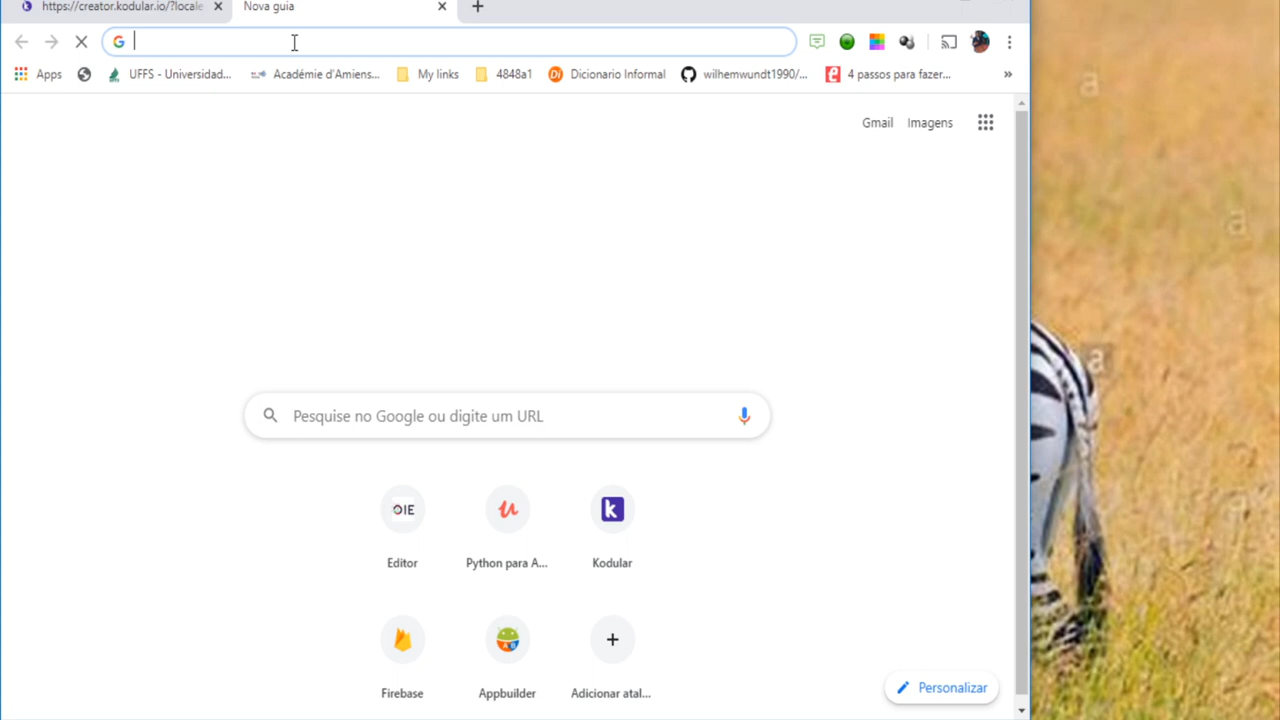 https://creator.kodular.io/?locale
Nova guia
Apps
UFFS - Universidad...
Académie d'Amiens...
My links
4848a1
Dicionario Informal
wilhemwundt1990/...
4 passos para fazer...
»
Gmail
Imagens
Pesquise no Google ou digite um URL
OIE
Editor
Python para A...
Kodular
Firebase
Appbuilder
Adicionar atal...
Personalizar
a
a
a
a